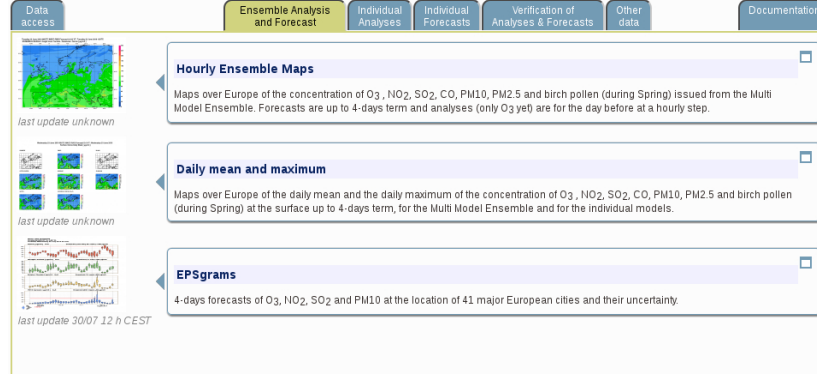 Data access
Ensemble Analysis and Forecast
Individual Analyses
Individual Forecasts
Verification of Analyses & Forecasts
Other data
Documentation
Hourly Ensemble Maps
Maps over Europe of the concentration of O3 , NO2, SO2, CO, PM10, PM2.5 and birch pollen (during Spring) issued from the Multi
Model Ensemble. Forecasts are up to 4-days term and analyses (only O3 yet) are for the day before at a hourly step.
last update unknown
Daily mean and maximum
Maps over Europe of the daily mean and the daily maximum of the concentration of O3 , NO2, SO2, CO, PM10, PM2.5 and birch pollen
(during Spring) at the surface up to 4-days term, for the Multi Model Ensemble and for the individual models.
last update unknown
EPSgrams
4-days forecasts of O3, NO2, SO2 and PM10 at the location of 41 major European cities and their uncertainty.
last update 30/07 12 h CEST